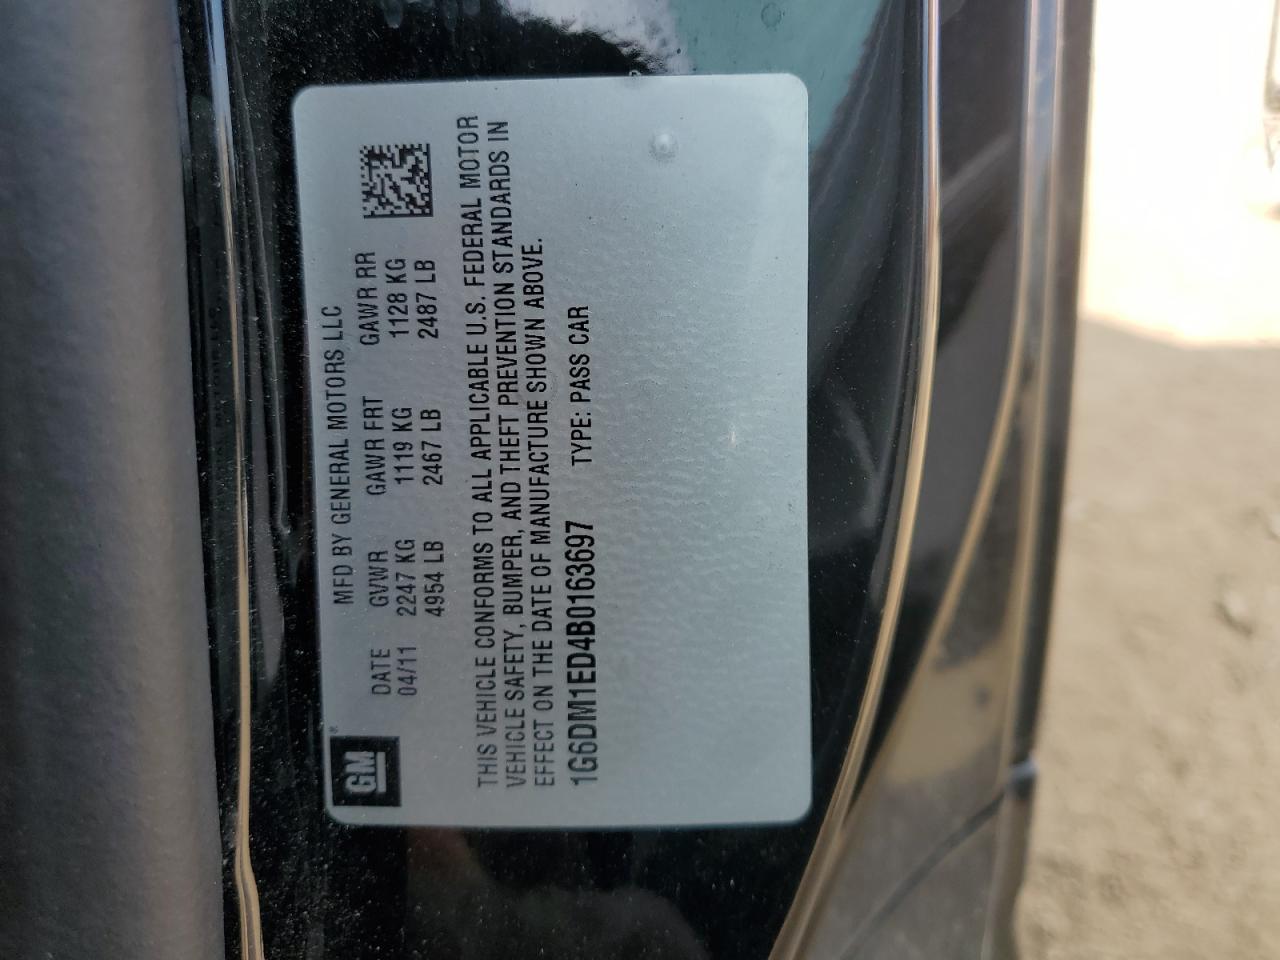 GM®
MFD BY GENERAL MOTORS LLC
DATE GVWR GAWR FRT GAWR RR
04/11 2247 KG 1119 KG 1128 KG
4954 LB 2467 LB 2487 LB
THIS VEHICLE CONFORMS TO ALL APPLICABLE U.S. FEDERAL MOTOR
VEHICLE SAFETY, BUMPER, AND THEFT PREVENTION STANDARDS IN
EFFECT ON THE DATE OF MANUFACTURE SHOWN ABOVE.
1G6DM1ED4B0163697 TYPE: PASS CAR